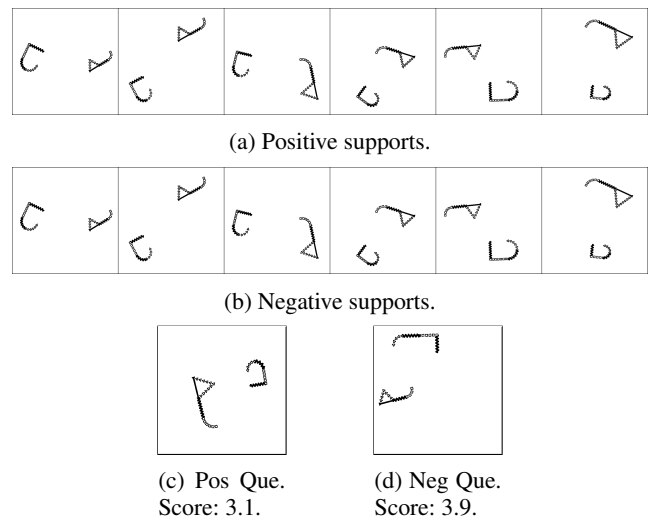 (a) Positive supports.
(b) Negative supports.
(c) Pos Que.
Score: 3.1.
(d) Neg Que.
Score: 3.9.